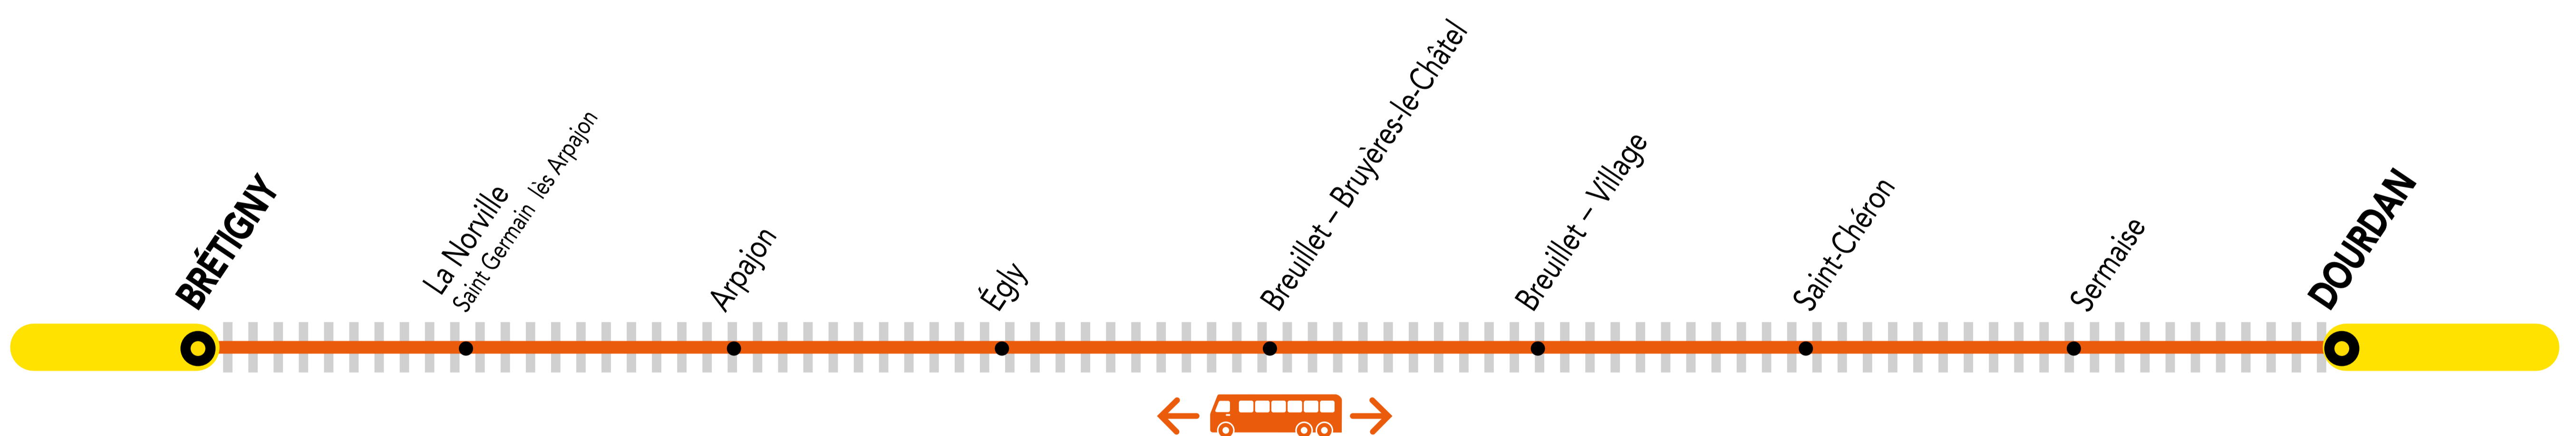 BRÉTIGNY
La Norville
Saint Germain lès Arpajon
Arpajon
Égly
Breuillet – Bruyères-le-Châtel
Breuillet – Village
Saint-Chéron
Sermaise
DOURDAN